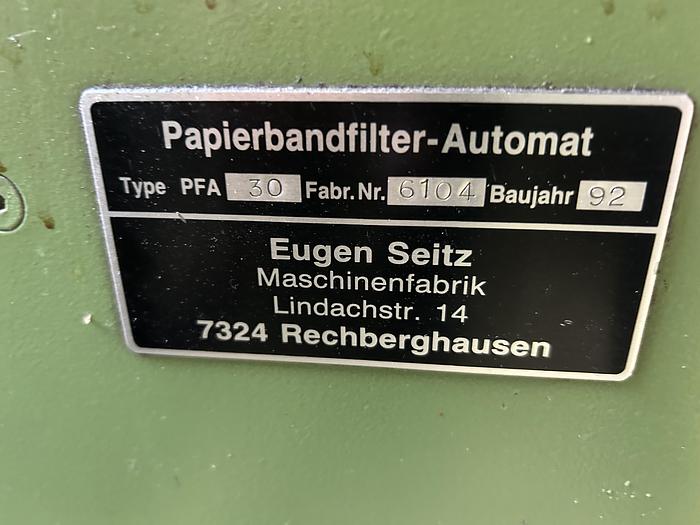 Papierbandfilter-Automat
Type PFA 30 Fabr.Nr. 6104 Baujahr 92
Eugen Seitz
Maschinenfabrik
Lindachstr. 14
7324 Rechberghausen